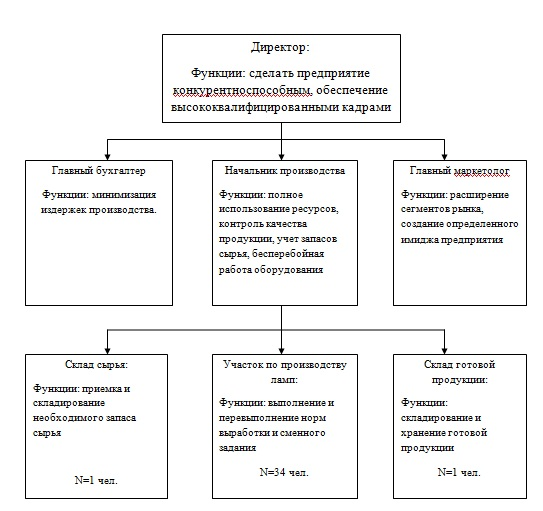 Директор:
Функции: сделать предприятие
конкурентноспособным, обеспечение
высококвалифицированными кадрами
Главный бухгалтер
Функции: минимизация
издержек производства.
Начальник производства
Функции: полное
использование ресурсов,
контроль качества
продукции, учет запасов
сырья, бесперебойная
работа оборудования
Главный маркетолог
Функции: расширение
сегментов рынка,
создание определенного
имиджа предприятия
Склад сырья:
Функции: приемка и
складирование
необходимого запаса
сырья
N=1 чел.
Участок по производству
ламп:
Функции: выполнение и
перевыполнение норм
выработки и сменного
задания
N=34 чел.
Склад готовой
продукции:
Функции:
складирование и
хранение готовой
продукции
N=1 чел.